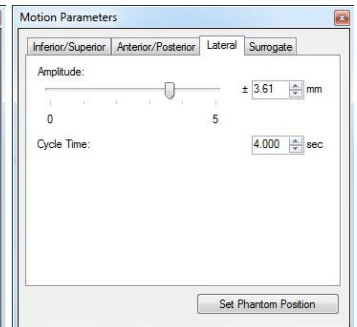 Motion Parameters
Inferior/Superior Anterior/Posterior Lateral Surrogate
Amplitude:
± 3.61 mm
0 5
Cycle Time: 4.000 sec
Set Phantom Position